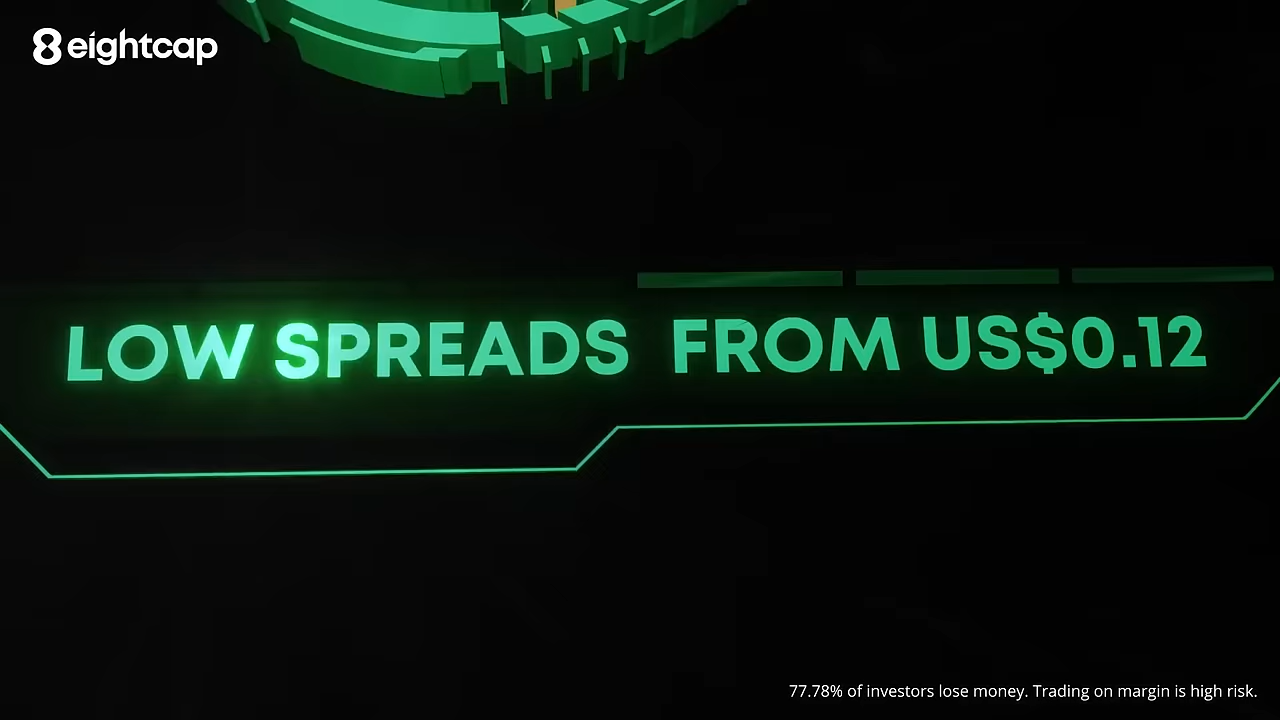 8 eightcap
LOW SPREADS FROM US$0.12
77.78% of investors lose money. Trading on margin is high risk.